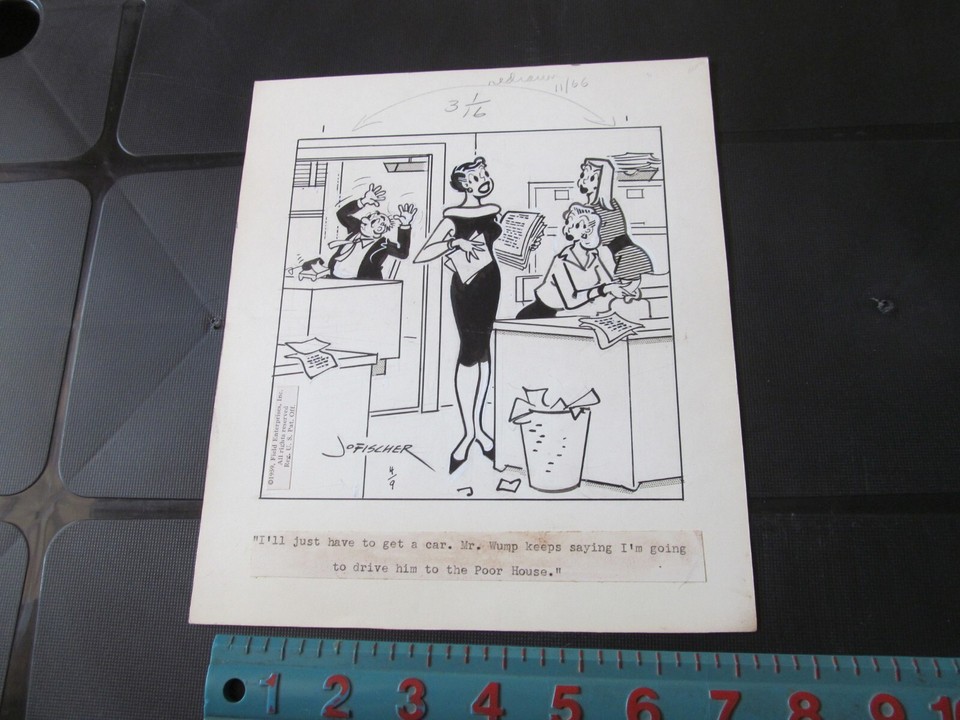 redrawn
11/66
3 1/16
©1959, Field Enterprises, Inc.
All rights reserved
Reg. U. S. Pat. Off.
JOFISCHER
4/9
"I'll just have to get a car. Mr. Wump keeps saying I'm going
to drive him to the Poor House."
1 2 3 4 5 6 7 8 9 10